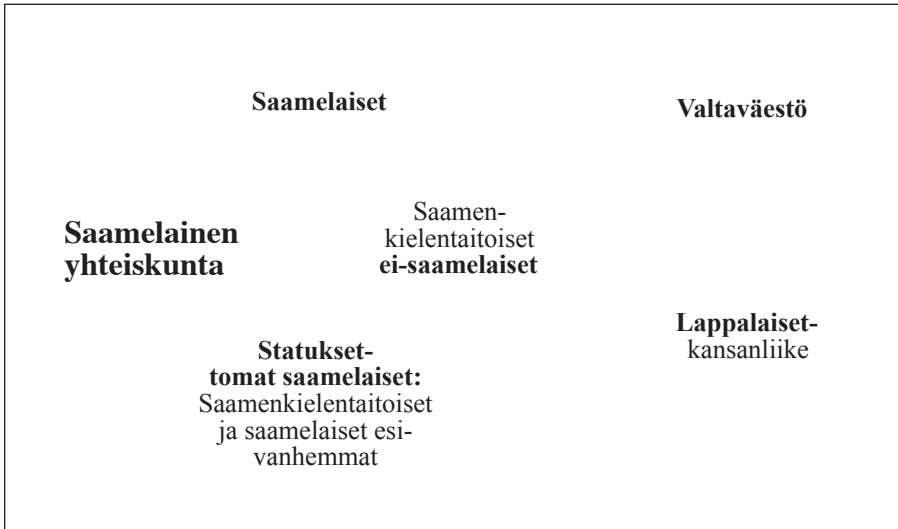 Saamelaiset
Valtaväestö
Saamelainen
yhteiskunta
Saamen-
kielentaitoiset
ei-saamelaiset
Lappalaiset-
kansanliike
Statukset-
tomat saamelaiset:
Saamenkielentaitoiset
ja saamelaiset esi-
vanhemmat